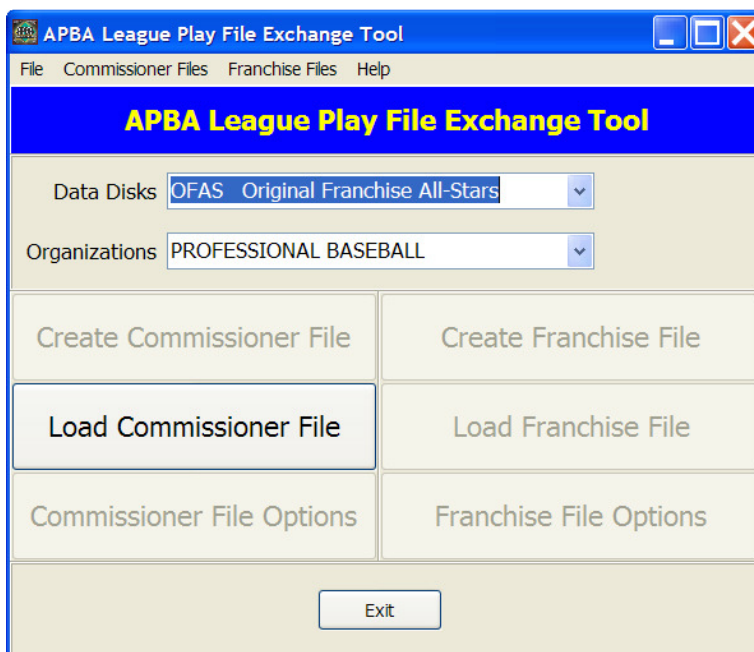 APBA League Play File Exchange Tool
File Commissioner Files Franchise Files Help
APBA League Play File Exchange Tool
Data Disks OFAS Original Franchise All-Stars
Organizations PROFESSIONAL BASEBALL
Create Commissioner File Create Franchise File
Load Commissioner File Load Franchise File
Commissioner File Options Franchise File Options
Exit